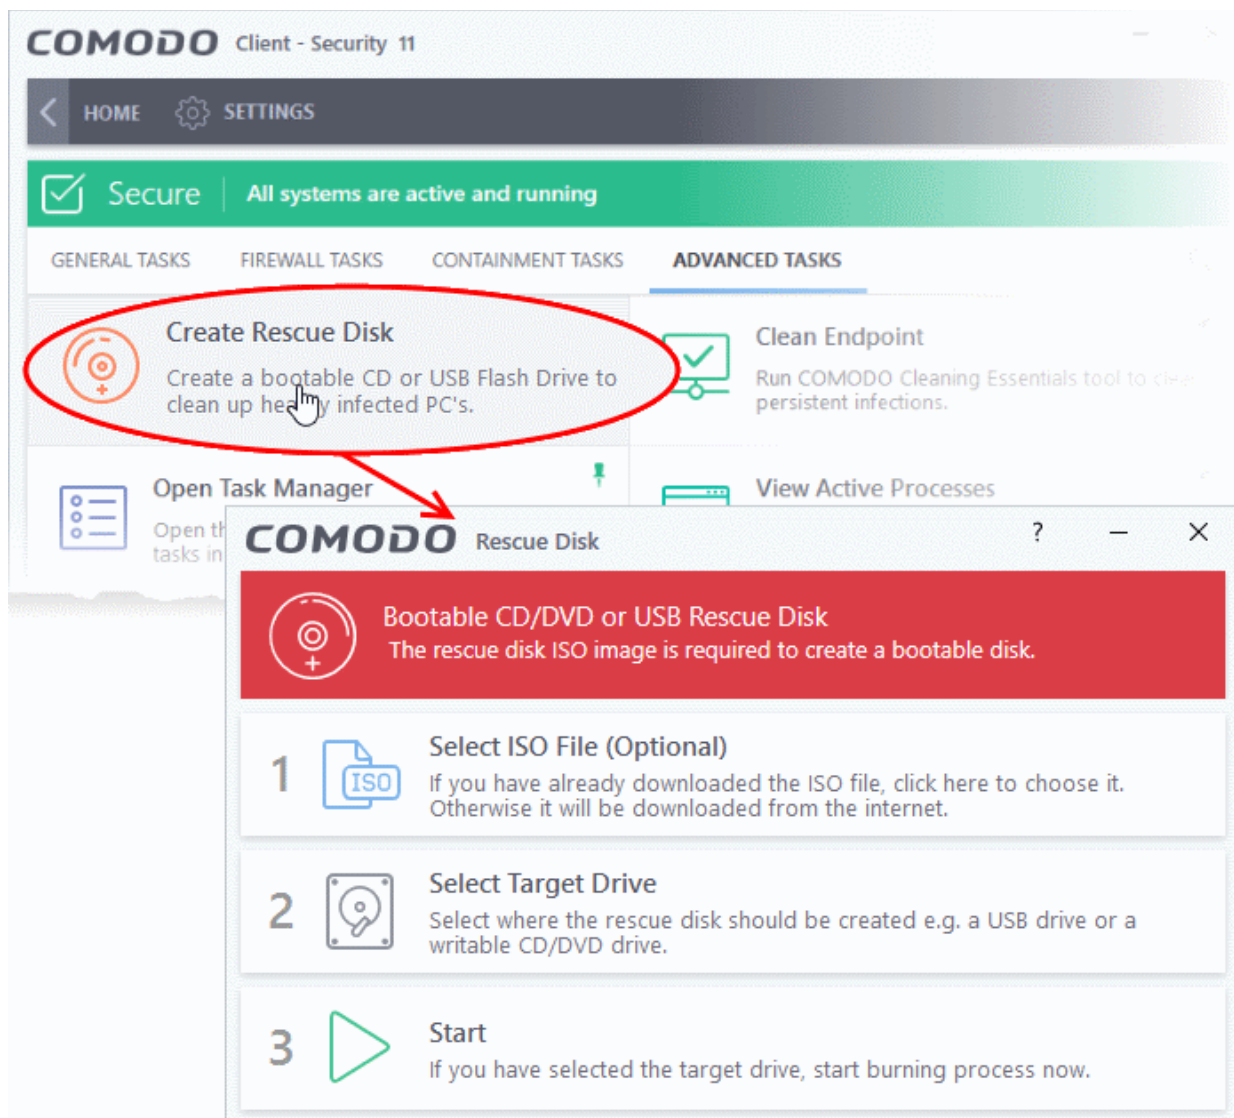 COMODO Client - Security 11
HOME SETTINGS
Secure All systems are active and running
GENERAL TASKS FIREWALL TASKS CONTAINMENT TASKS ADVANCED TASKS
Create Rescue Disk
Create a bootable CD or USB Flash Drive to
clean up infected PC's.
Clean Endpoint
Run COMODO Cleaning Essentials tool to
persistent infections.
Open Task Manager
Open
tasks in
View Active Processes
COMODO Rescue Disk
?
Bootable CD/DVD or USB Rescue Disk
The rescue disk ISO image is required to create a bootable disk.
1
ISO
Select ISO File (Optional)
If you have already downloaded the ISO file, click here to choose it.
Otherwise it will be downloaded from the internet.
2
Select Target Drive
Select where the rescue disk should be created e.g. a USB drive or a
writable CD/DVD drive.
3
Start
If you have selected the target drive, start burning process now.